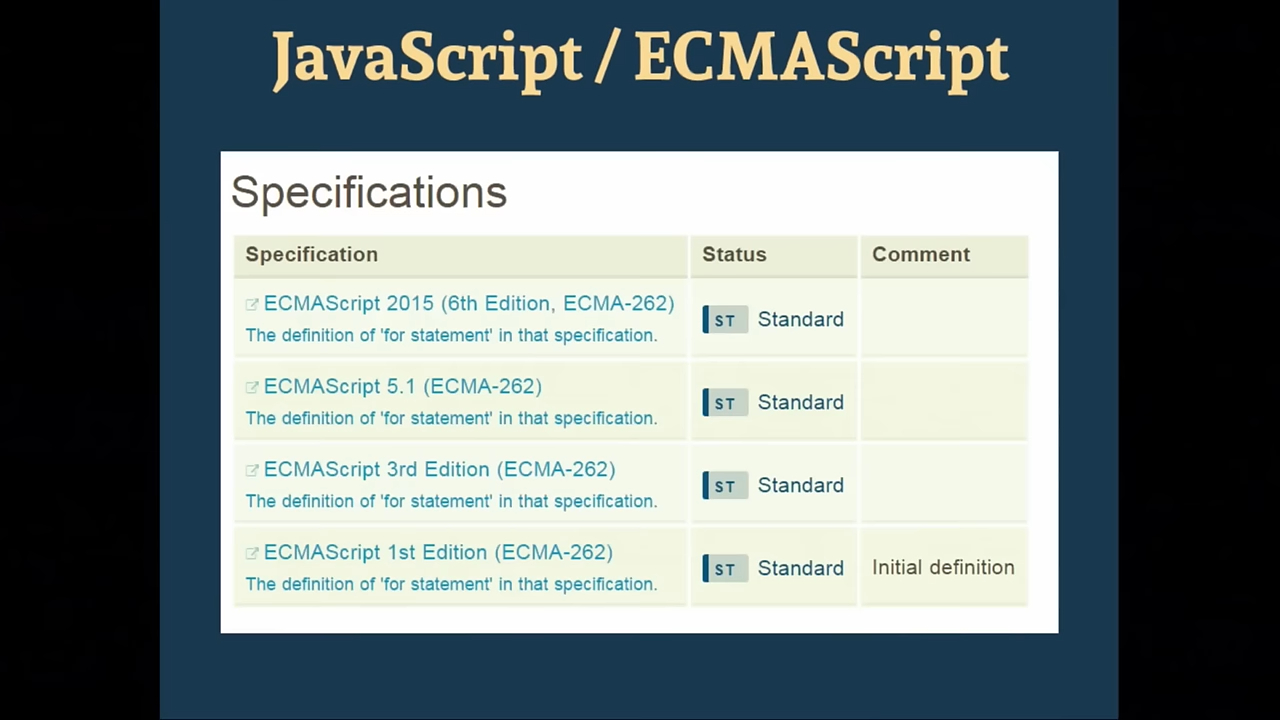 JavaScript / ECMAScript
Specifications
Specification Status Comment
ECMAScript 2015 (6th Edition, ECMA-262)
The definition of 'for statement' in that specification.
ST Standard
ECMAScript 5.1 (ECMA-262)
The definition of 'for statement' in that specification.
ST Standard
ECMAScript 3rd Edition (ECMA-262)
The definition of 'for statement' in that specification.
ST Standard
ECMAScript 1st Edition (ECMA-262)
The definition of 'for statement' in that specification.
ST Standard
Initial definition